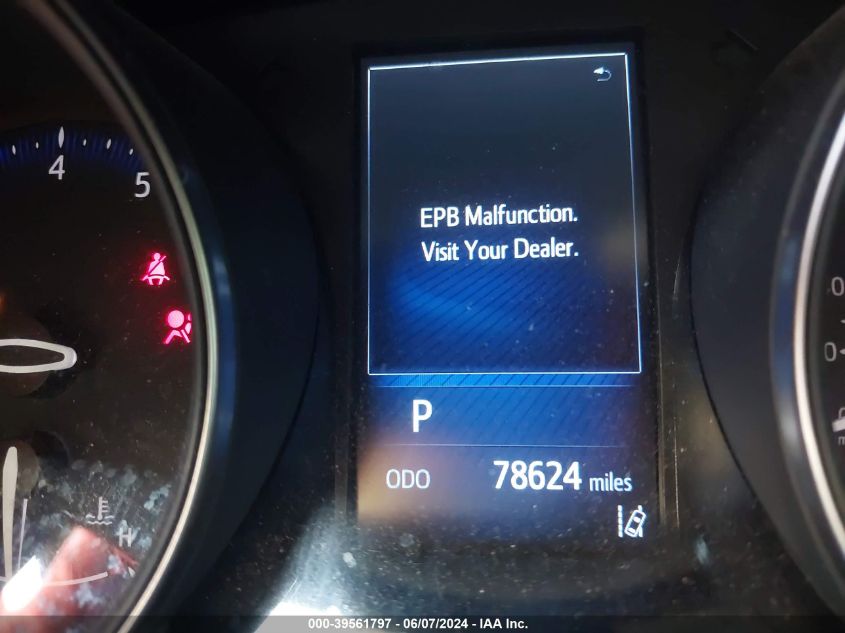 4
5
EPB Malfunction.
Visit Your Dealer.
P
ODO 78624 miles
H
000-39561797 - 06/07/2024 - IAA Inc.